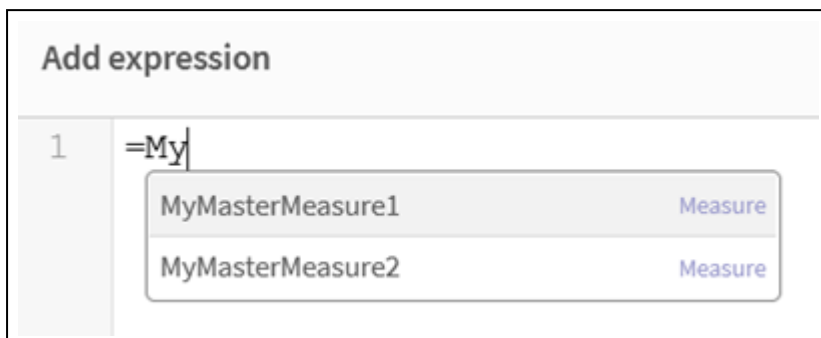 Add expression
1 =My
MyMasterMeasure1 Measure
MyMasterMeasure2 Measure